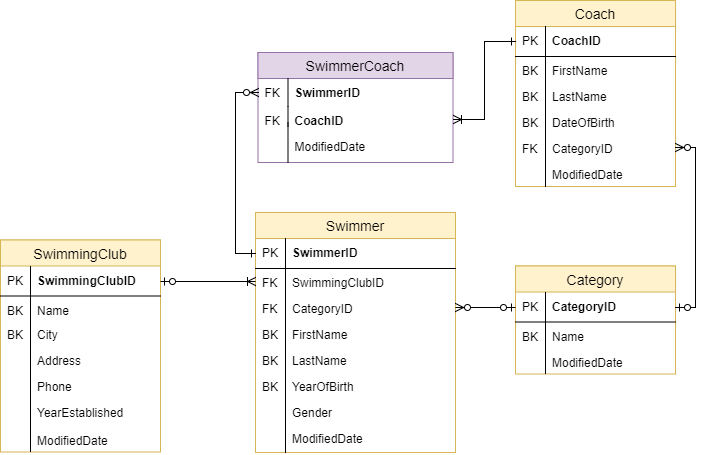 Coach
PK CoachID
BK FirstName
BK LastName
BK DateOfBirth
FK CategoryID
ModifiedDate
SwimmerCoach
FK SwimmerID
FK CoachID
ModifiedDate
SwimmingClub
PK SwimmingClubID
BK Name
BK City
Address
Phone
YearEstablished
ModifiedDate
Swimmer
PK SwimmerID
FK SwimmingClubID
FK CategoryID
BK FirstName
BK LastName
BK YearOfBirth
Gender
ModifiedDate
Category
PK CategoryID
BK Name
ModifiedDate